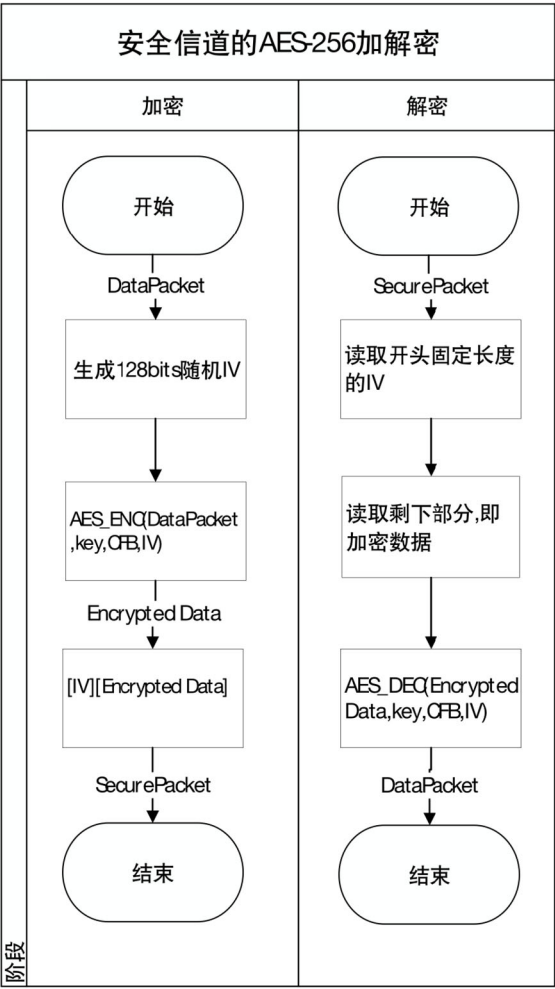 安全信道的AES-256加解密
加密
解密
开始
DataPacket
生成128bits随机IV
AES_ENC(DataPacket
,key,CFB,IV)
Encrypted Data
[IV][Encrypted Data]
SecurePacket
结束
开始
SecurePacket
读取开头固定长度
的IV
读取剩下部分,即
加密数据
AES_DEC(Encrypted
Data,key,CFB,IV)
DataPacket
结束
阶段